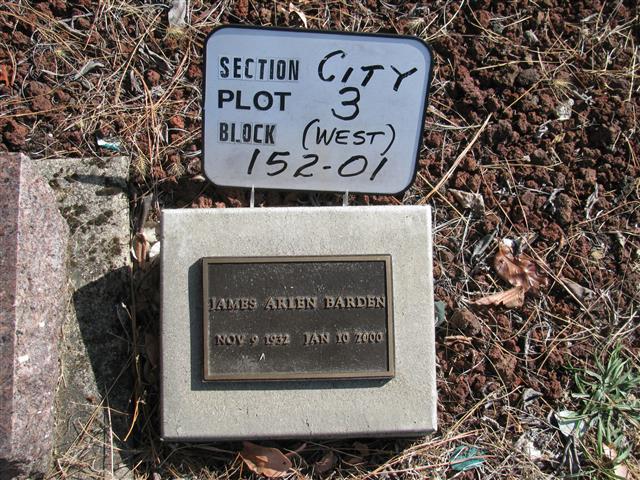 SECTION CITY
PLOT 3
BLOCK (WEST)
152-01
JAMES ARLEN BARDEN
NOV 9 1932 JAN 10 2000